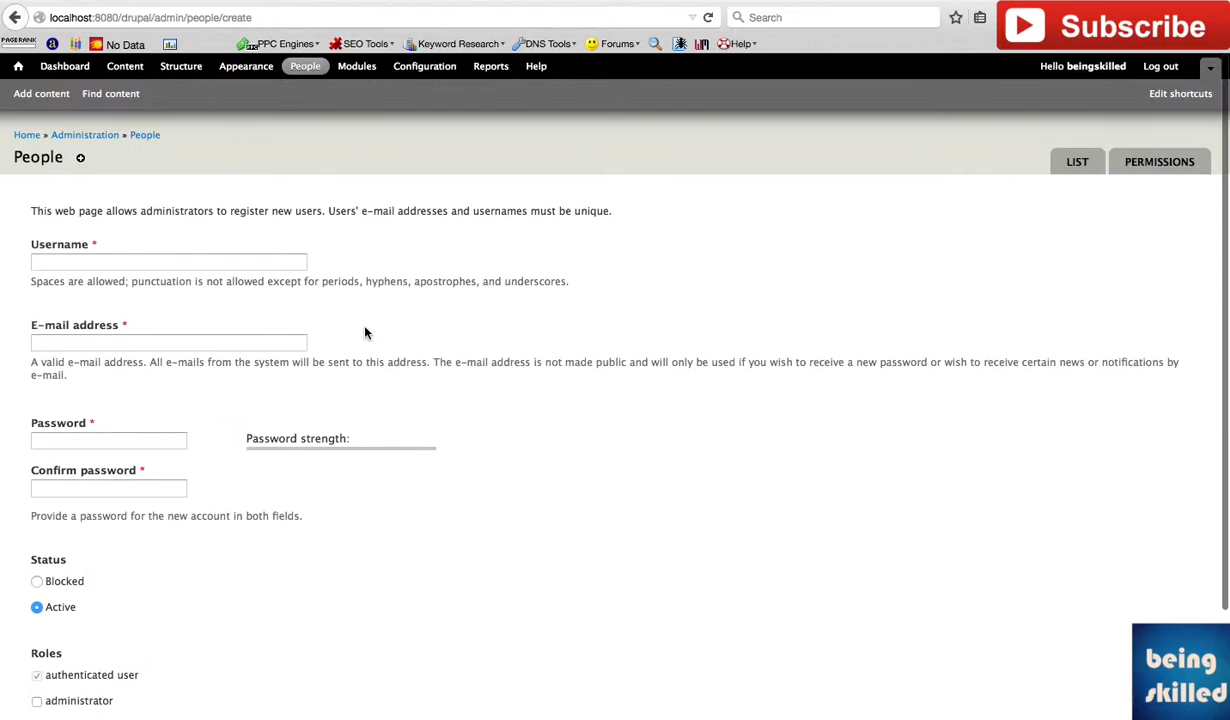 localhost:8080/drupal/admin/people/create
Search
Subscribe
PAGERANK
a
No Data
PPC Engines
SEO Tools
Keyword Research
DNS Tools
Forums
Help
Dashboard Content Structure Appearance People Modules Configuration Reports Help
Hello beingskilled Log out
Add content Find content
Edit shortcuts
Home » Administration » People
People
LIST
PERMISSIONS
This web page allows administrators to register new users. Users' e-mail addresses and usernames must be unique.
Username *
Spaces are allowed; punctuation is not allowed except for periods, hyphens, apostrophes, and underscores.
E-mail address *
A valid e-mail address. All e-mails from the system will be sent to this address. The e-mail address is not made public and will only be used if you wish to receive a new password or wish to receive certain news or notifications by
e-mail.
Password *
Password strength:
Confirm password *
Provide a password for the new account in both fields.
Status
Blocked
Active
Roles
authenticated user
administrator
being
skilled